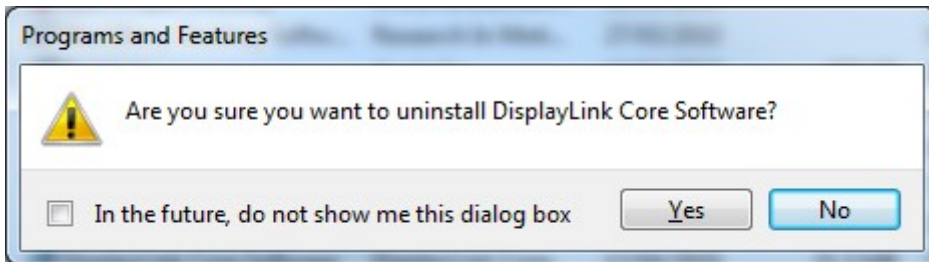 Programs and Features
Are you sure you want to uninstall DisplayLink Core Software?
In the future, do not show me this dialog box
Yes
No